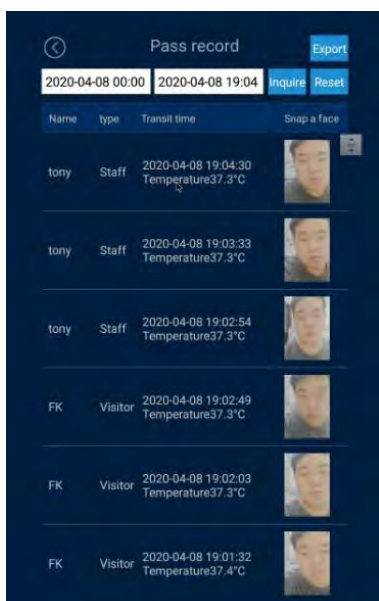 Pass record
Export
2020-04-08 00:00 2020-04-08 19:04 Inquire Reset
Name type Transit time Snap a face
tony Staff 2020-04-08 19:04:30
Temperature37.3°C
tony Staff 2020-04-08 19:03:33
Temperature37.3°C
tony Staff 2020-04-08 19:02:54
Temperature37.3°C
FK Visitor 2020-04-08 19:02:49
Temperature37.3°C
FK Visitor 2020-04-08 19:02:03
Temperature37.3°C
FK Visitor 2020-04-08 19:01:32
Temperature37.4°C